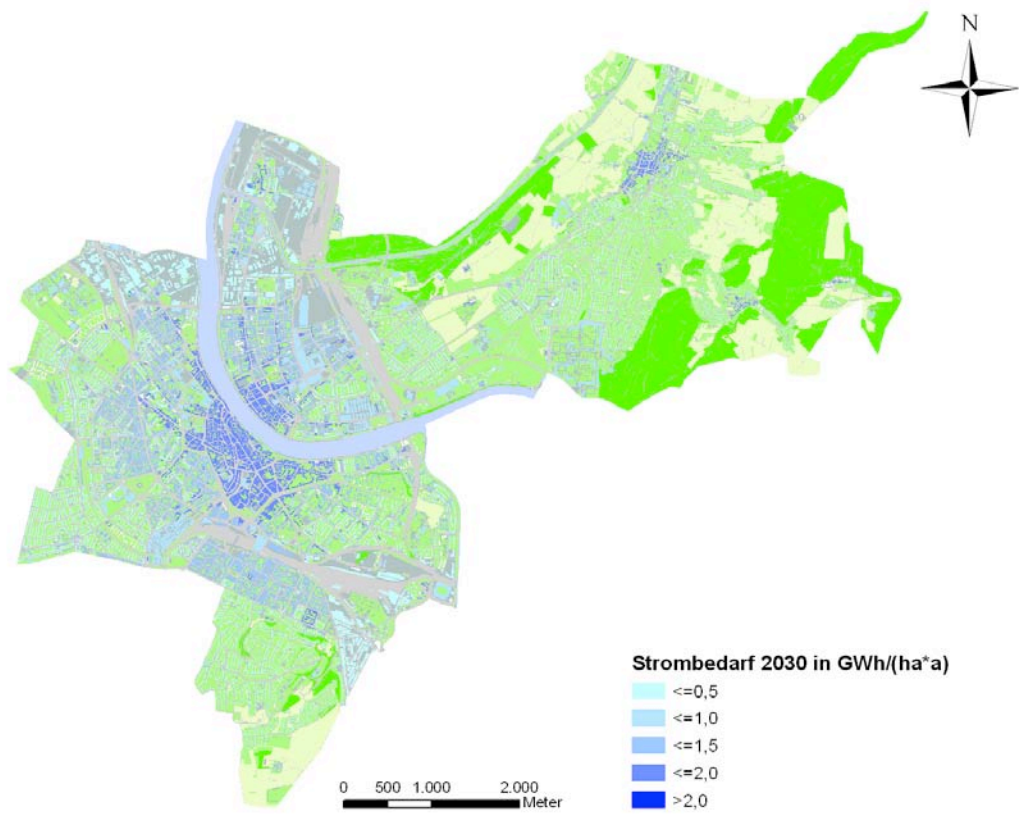 N
Strombedarf 2030 in GWh/(ha*a)
<=0,5
<=1,0
<=1,5
<=2,0
>2,0
0 500 1.000 2.000
Meter